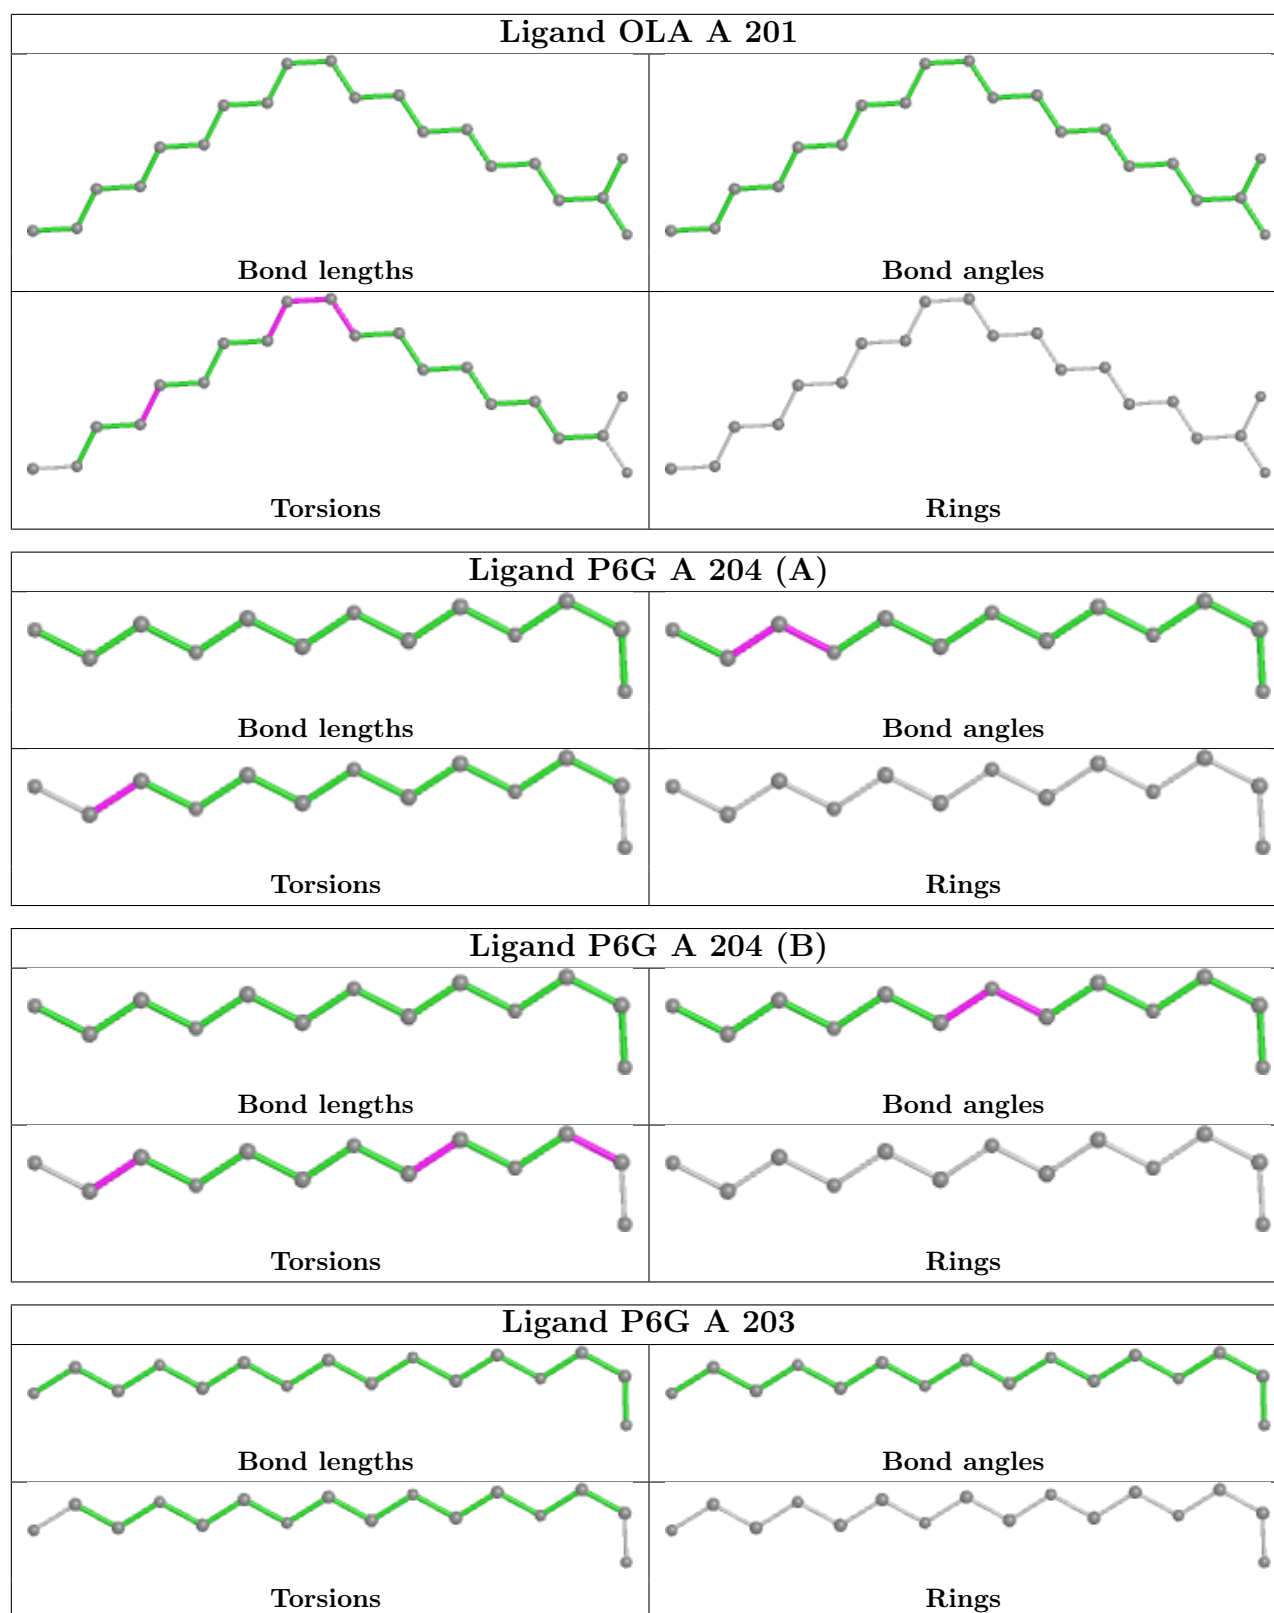 Ligand OLA A 201
Bond lengths Bond angles
Torsions Rings
Ligand P6G A 204 (A)
Bond lengths Bond angles
Torsions Rings
Ligand P6G A 204 (B)
Bond lengths Bond angles
Torsions Rings
Ligand P6G A 203
Bond lengths Bond angles
Torsions Rings